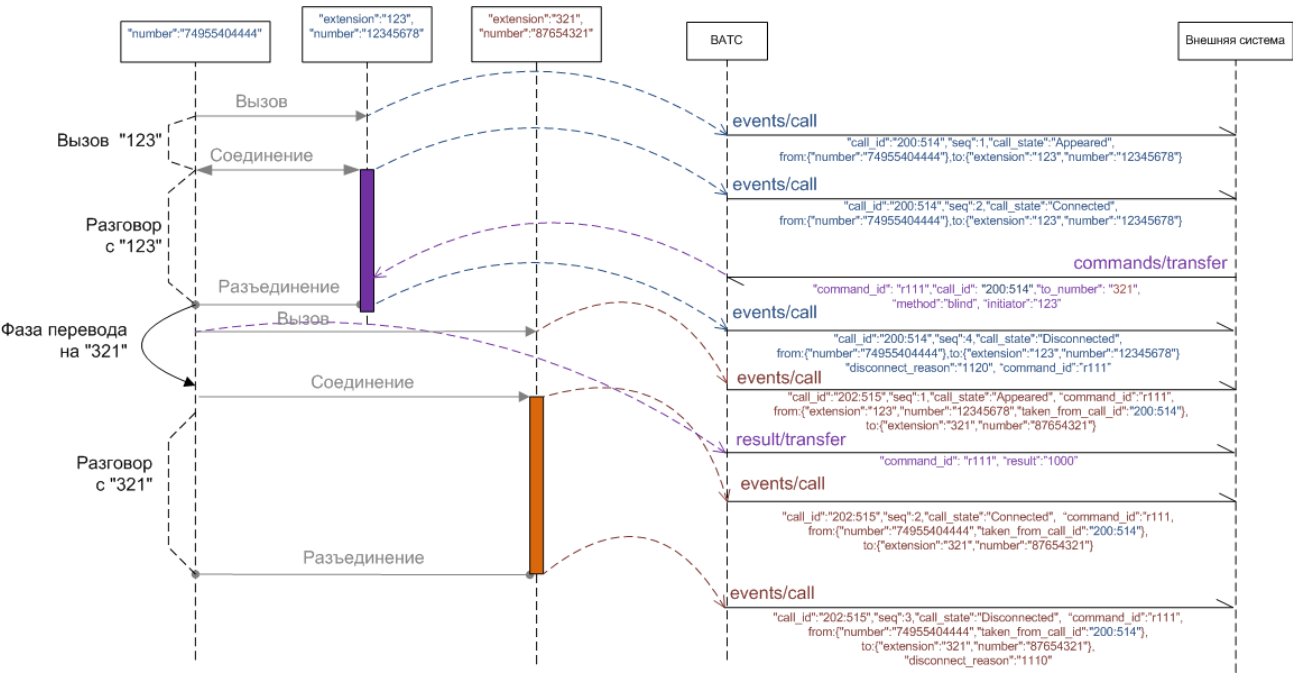 "number":"74955404444"
"extension":"123",
"number":"12345678"
"extension":"321",
"number":"87654321"
ВАТС
Внешняя система
Вызов
Вызов "123"
events/call
"call_id":"200:514","seq":1,"call_state":"Appeared",
from:{"number":"74955404444"},to:{"extension":"123","number":"12345678"}
Соединение
events/call
"call_id":"200:514","seq":2,"call_state":"Connected",
from:{"number":"74955404444"},to:{"extension":"123","number":"12345678"}
Разговор
с "123"
commands/transfer
"command_id": "r111","call_id": "200:514","to_number": "321",
"method":"blind", "initiator":"123"
Разъединение
events/call
Вызов
Фаза перевода
на "321"
"call_id":"200:514","seq":4,"call_state":"Disconnected",
from:{"number":"74955404444"},to:{"extension":"123","number":"12345678"}
"disconnect_reason":"1120", "command_id":"r111"
events/call
Соединение
"call_id":"202:515","seq":1,"call_state":"Appeared", "command_id":"r111",
from:{"extension":"123","number":"12345678","taken_from_call_id":"200:514"},
to:{"extension":"321","number":"87654321"}
result/transfer
"command_id": "r111", "result":"1000"
Разговор
с "321"
events/call
"call_id":"202:515","seq":2,"call_state":"Connected", "command_id":"r111,
from:{"number":"74955404444","taken_from_call_id":"200:514"},
to:{"extension":"321","number":"87654321"}
Разъединение
events/call
"call_id":"202:515","seq":3,"call_state":"Disconnected", "command_id":"r111",
from:{"number":"74955404444","taken_from_call_id":"200:514"},
to:{"extension":"321","number":"87654321"},
"disconnect_reason":"1110"